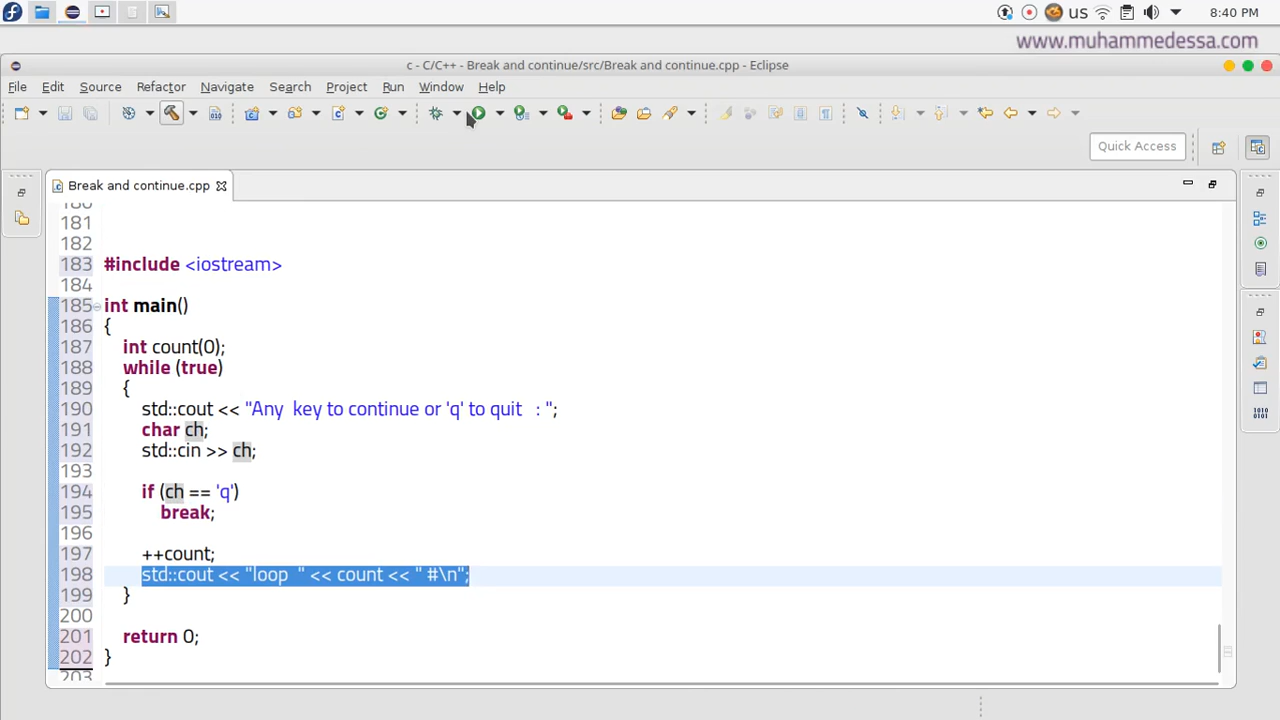 us
8:40 PM
www.muhammedessa.com
c - C/C++ - Break and continue/src/Break and continue.cpp - Eclipse
File Edit Source Refactor Navigate Search Project Run Window Help
Quick Access
Break and continue.cpp
180
181
182
183 #include <iostream>
184
185 int main()
186 {
187 int count(0);
188 while (true)
189 {
190 std::cout << "Any  key to continue or 'q' to quit   : ";
191 char ch;
192 std::cin >> ch;
193
194 if (ch == 'q')
195 break;
196
197 ++count;
198 std::cout << "loop  " << count << " #\n";
199 }
200
201 return 0;
202 }
203